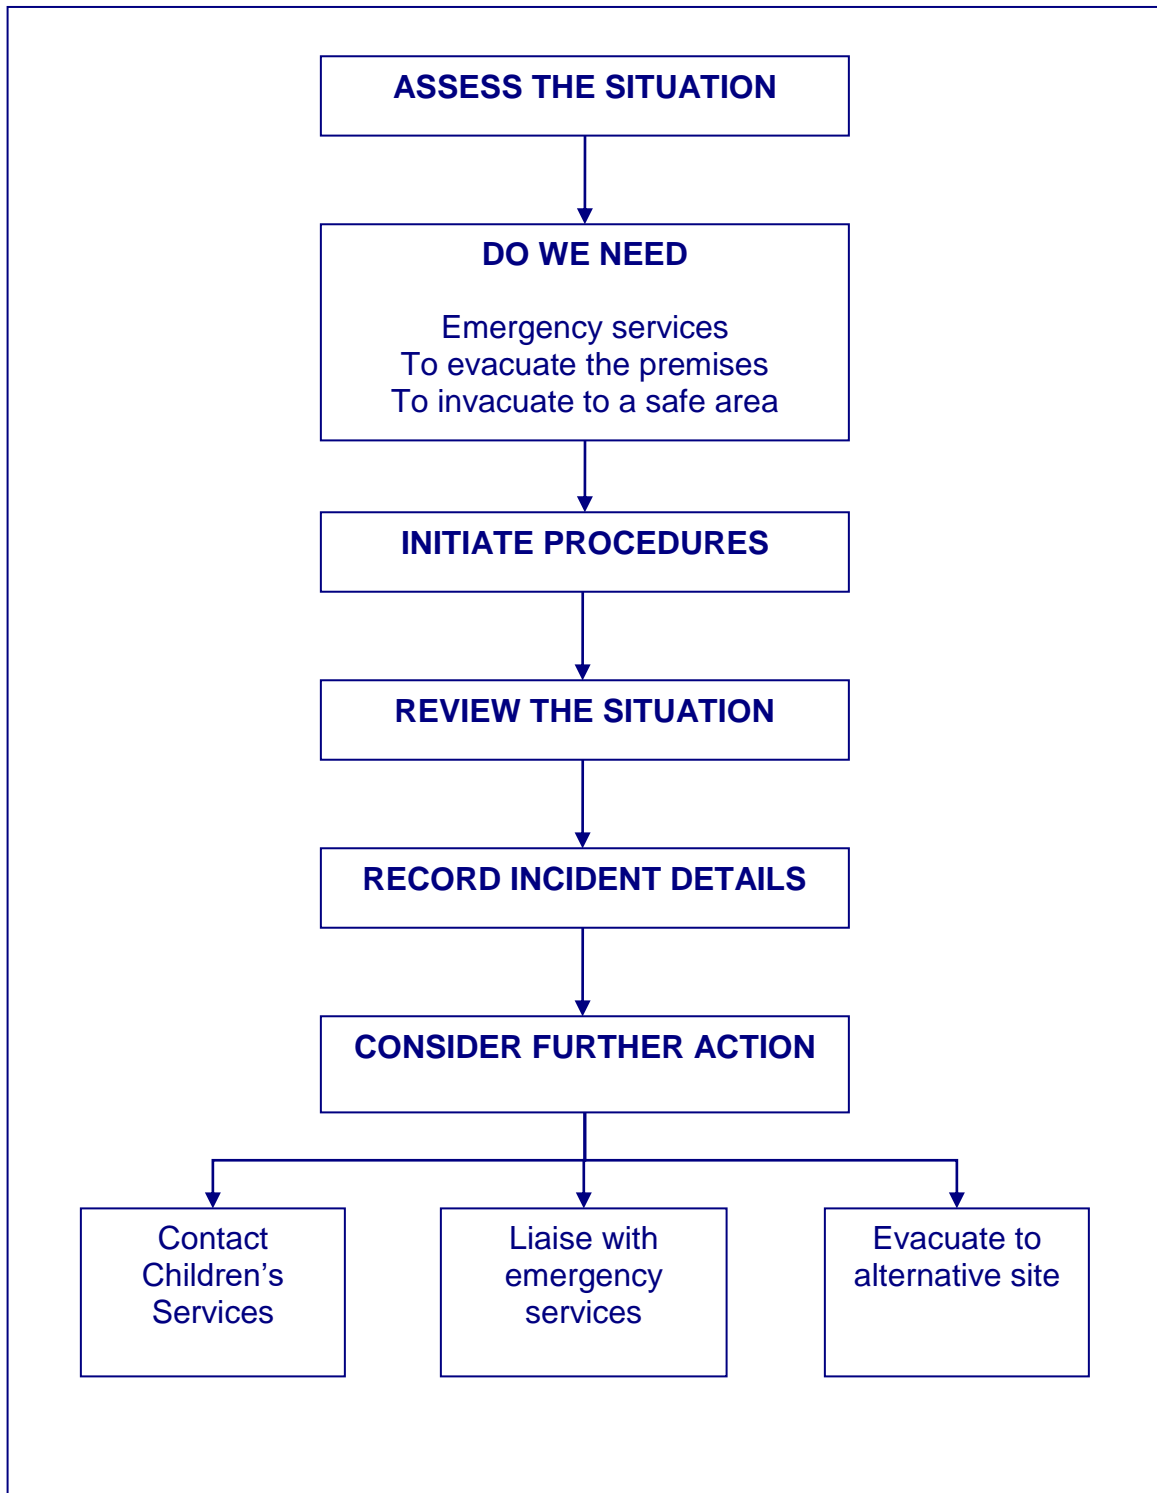 ASSESS THE SITUATION
DO WE NEED
Emergency services
To evacuate the premises
To invacuate to a safe area
INITIATE PROCEDURES
REVIEW THE SITUATION
RECORD INCIDENT DETAILS
CONSIDER FURTHER ACTION
Contact
Children’s
Services
Liaise with
emergency
services
Evacuate to
alternative site